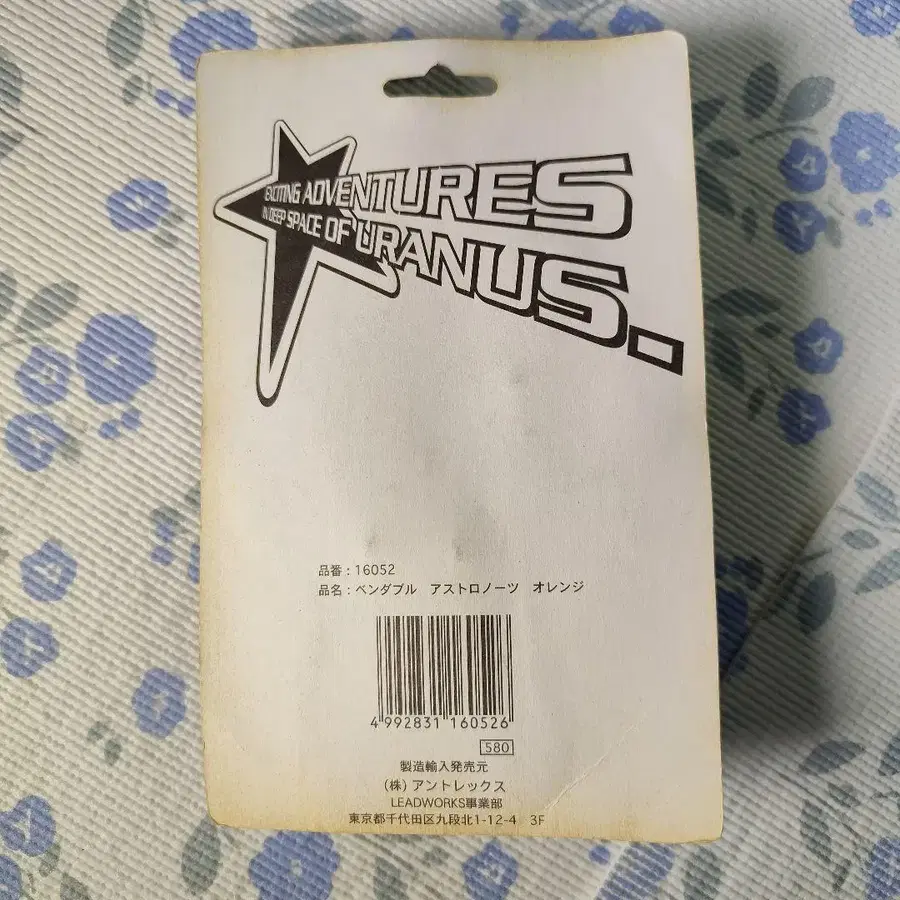 EXCITING ADVENTURES
IN DEEP SPACE OF URANUS.
品番 : 16052
品名 : ベンダブル アストロノーツ オレンジ
4 992831 160526
580
製造輸入発売元
(株) アントレックス
LEADWORKS事業部
東京都千代田区九段北1-12-4 3F